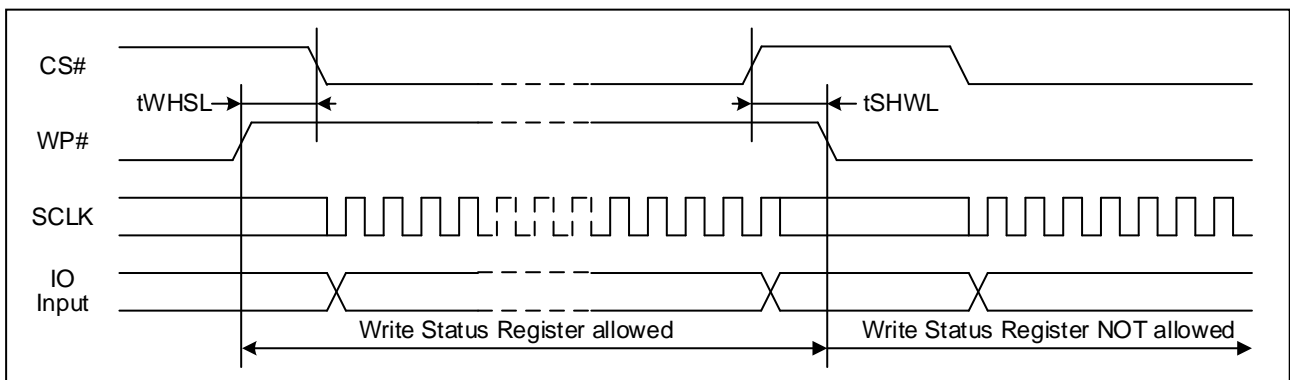 CS#
tWHSL
tSHWL
WP#
SCLK
IO
Input
Write Status Register allowed
Write Status Register NOT allowed